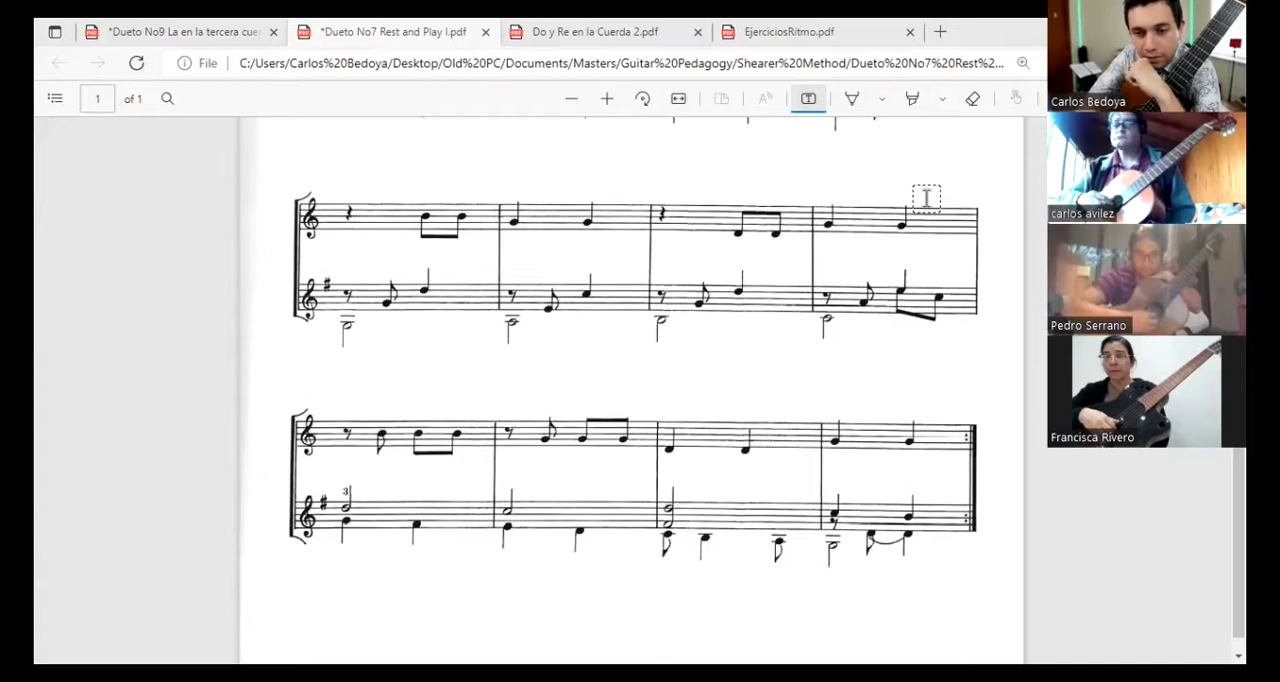 *Dueto No9 La en la tercera cue
*Dueto No7 Rest and Play I.pdf
Do y Re en la Cuerda 2.pdf
EjerciciosRitmo.pdf
File
C:/Users/Carlos%20Bedoya/Desktop/Old%20PC/Documents/Masters/Guitar%20Pedagogy/Shearer%20Method/Dueto%20No7%20Rest%2...
1 of 1
Carlos Bedoya
carlos avilez
Pedro Serrano
Francisca Rivero
3